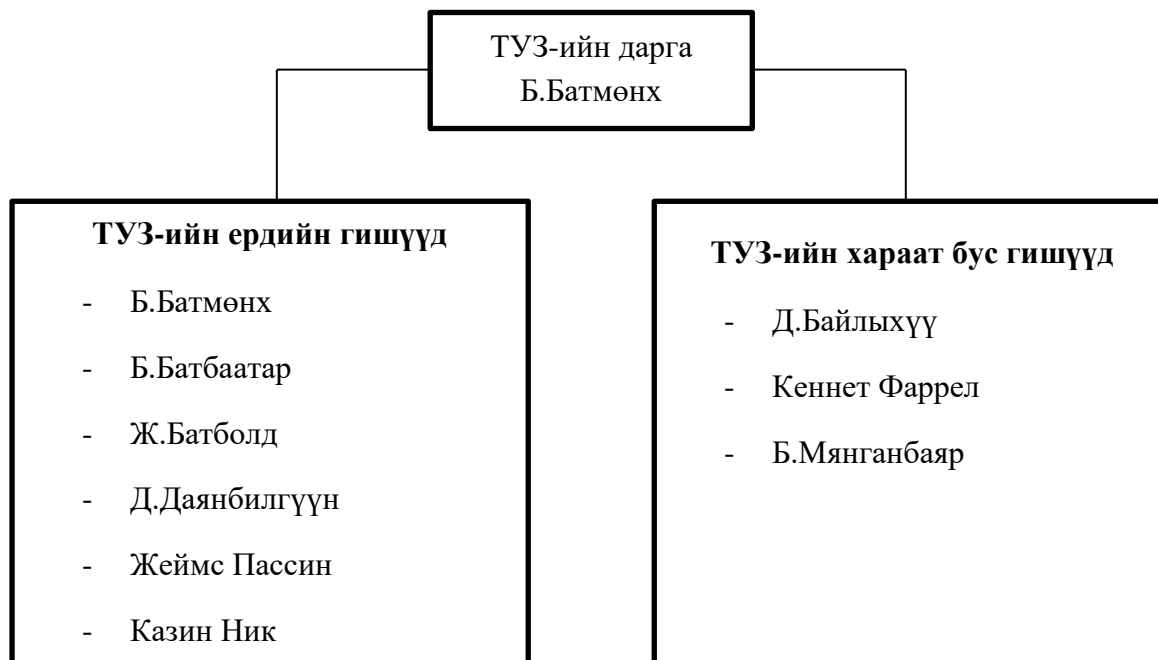 ТУЗ-ийн дарга
Б.Батмөнх
ТУЗ-ийн ердийн гишүүд
- Б.Батмөнх
- Б.Батбаатар
- Ж.Батболд
- Д.Даянбилгүүн
- Жеймс Пассин
- Казин Ник
ТУЗ-ийн хараат бус гишүүд
- Д.Байлыхүү
- Кеннет Фаррел
- Б.Мянганбаяр